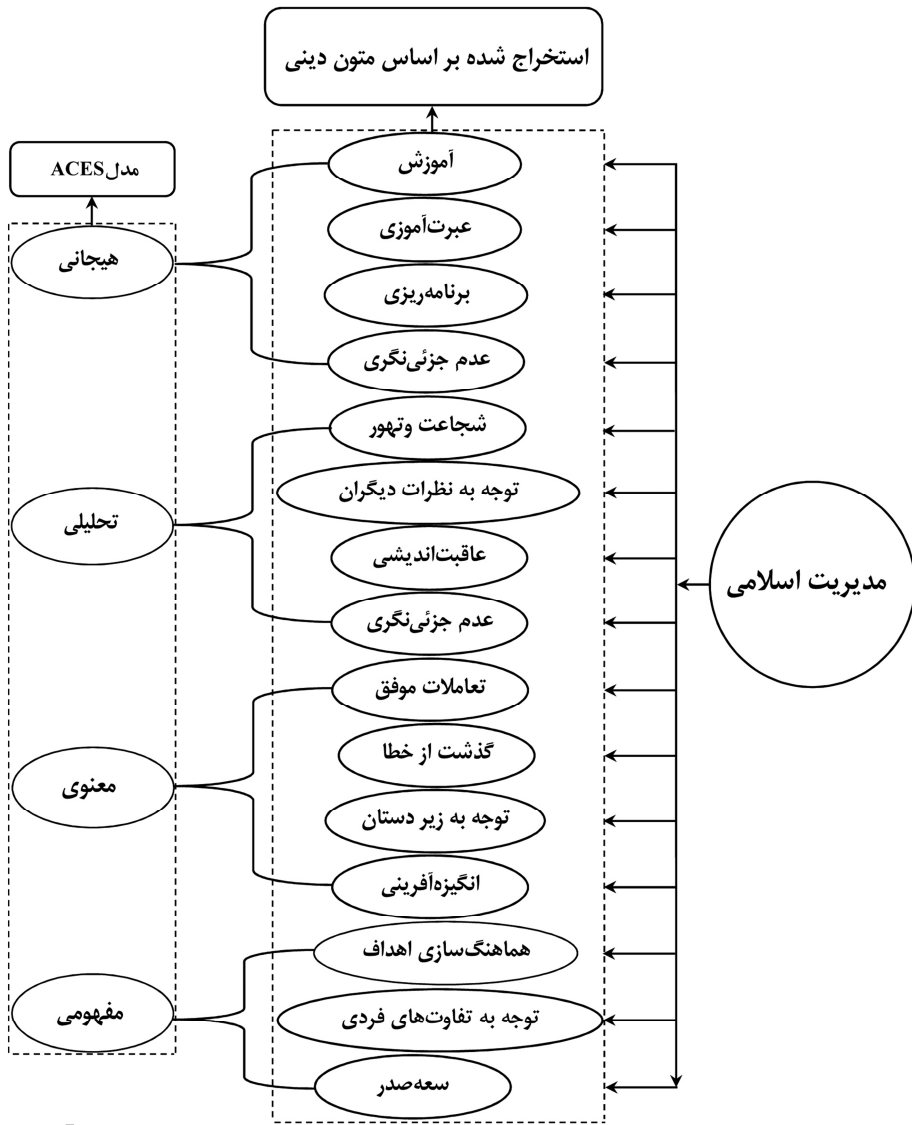 استخراج شده بر اساس متون دینی
مدل ACES
آموزش
عبرت‌آموزی
هیجانی
برنامه‌ریزی
عدم جزئی‌نگری
شجاعت وتهور
توجه به نظرات دیگران
تحلیلی
عاقبت‌اندیشی
مدیریت اسلامی
عدم جزئی‌نگری
تعاملات موفق
گذشت از خطا
معنوی
توجه به زیر دستان
انگیزه‌آفرینی
هماهنگ‌سازی اهداف
مفهومی
توجه به تفاوت‌های فردی
سعه‌صدر